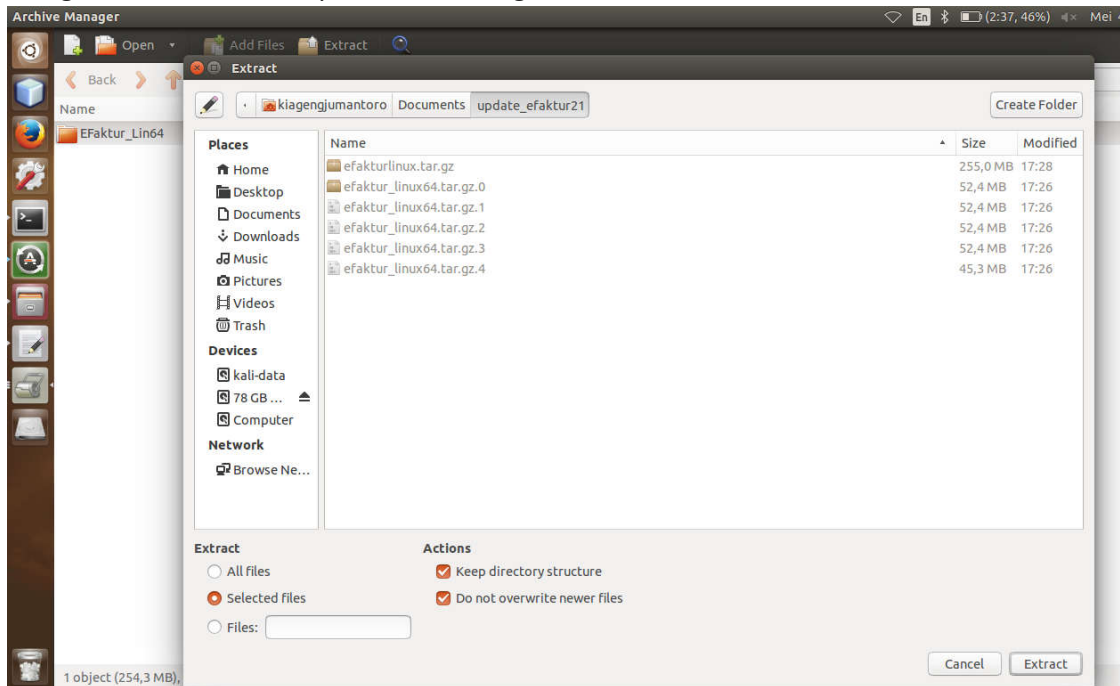 Archive Manager
En (2:37, 46%) Mei
Open Add Files Extract
Extract
Back
kiagengjumantoro Documents update_efaktur21 Create Folder
Name
EFaktur_Lin64
Places Name Size Modified
Home efakturlinux.tar.gz 255,0 MB 17:28
Desktop efaktur_linux64.tar.gz.0 52,4 MB 17:26
Documents efaktur_linux64.tar.gz.1 52,4 MB 17:26
Downloads efaktur_linux64.tar.gz.2 52,4 MB 17:26
Music efaktur_linux64.tar.gz.3 52,4 MB 17:26
Pictures efaktur_linux64.tar.gz.4 45,3 MB 17:26
Videos
Trash
Devices
kali-data
78 GB ...
Computer
Network
Browse Ne...
Extract Actions
All files Keep directory structure
Selected files Do not overwrite newer files
Files:
Cancel Extract
1 object (254,3 MB),